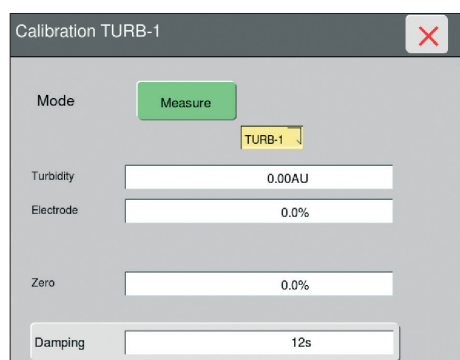 Calibration TURB-1
Mode
Measure
TURB-1
Turbidity
0.00AU
Electrode
0.0%
Zero
0.0%
Damping
12s